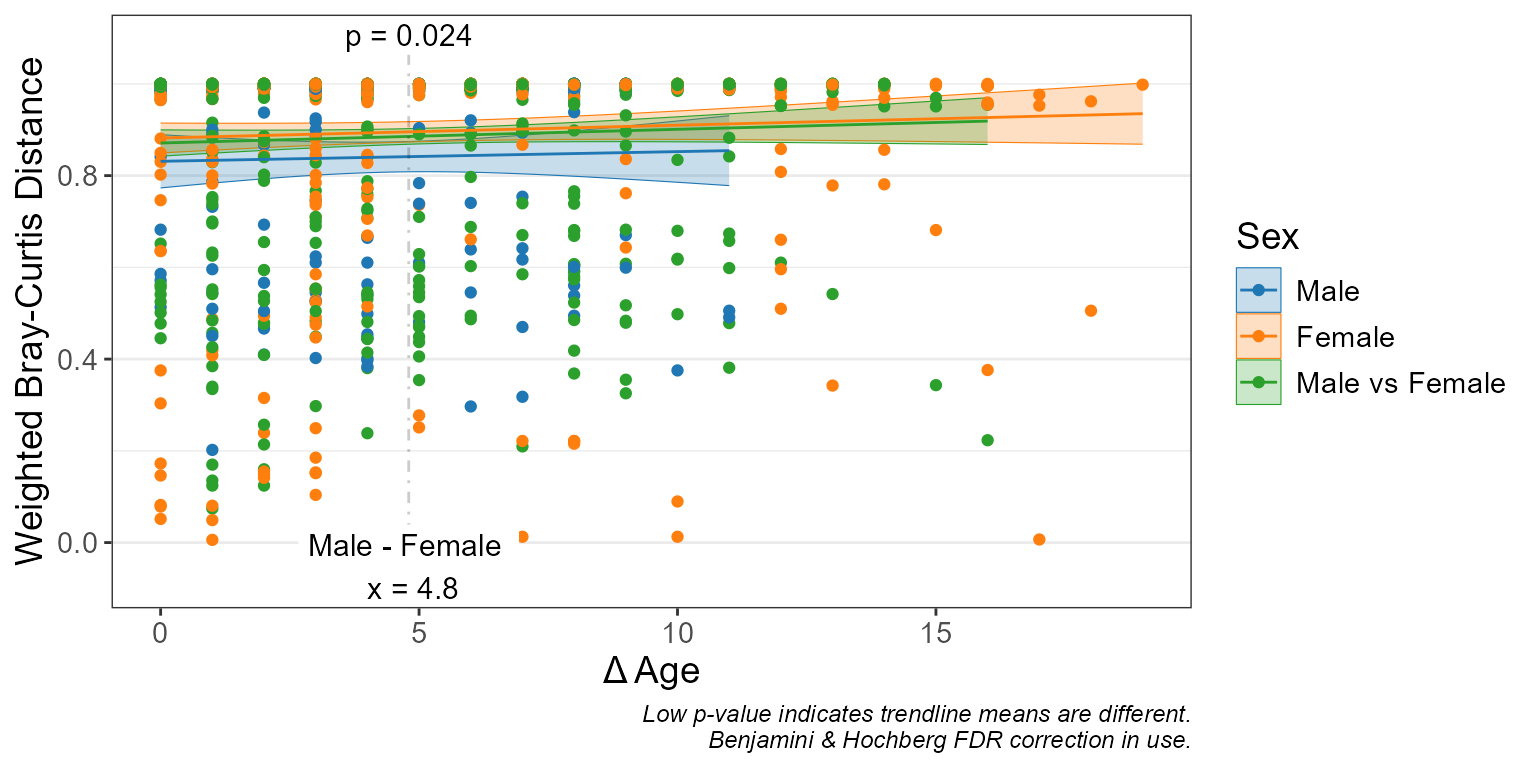 p = 0.024
Weighted Bray-Curtis Distance
0.8
0.4
0.0
Male - Female
x = 4.8
0
5
10
15
Δ Age
Sex
Male
Female
Male vs Female
Low p-value indicates trendline means are different.
Benjamini & Hochberg FDR correction in use.